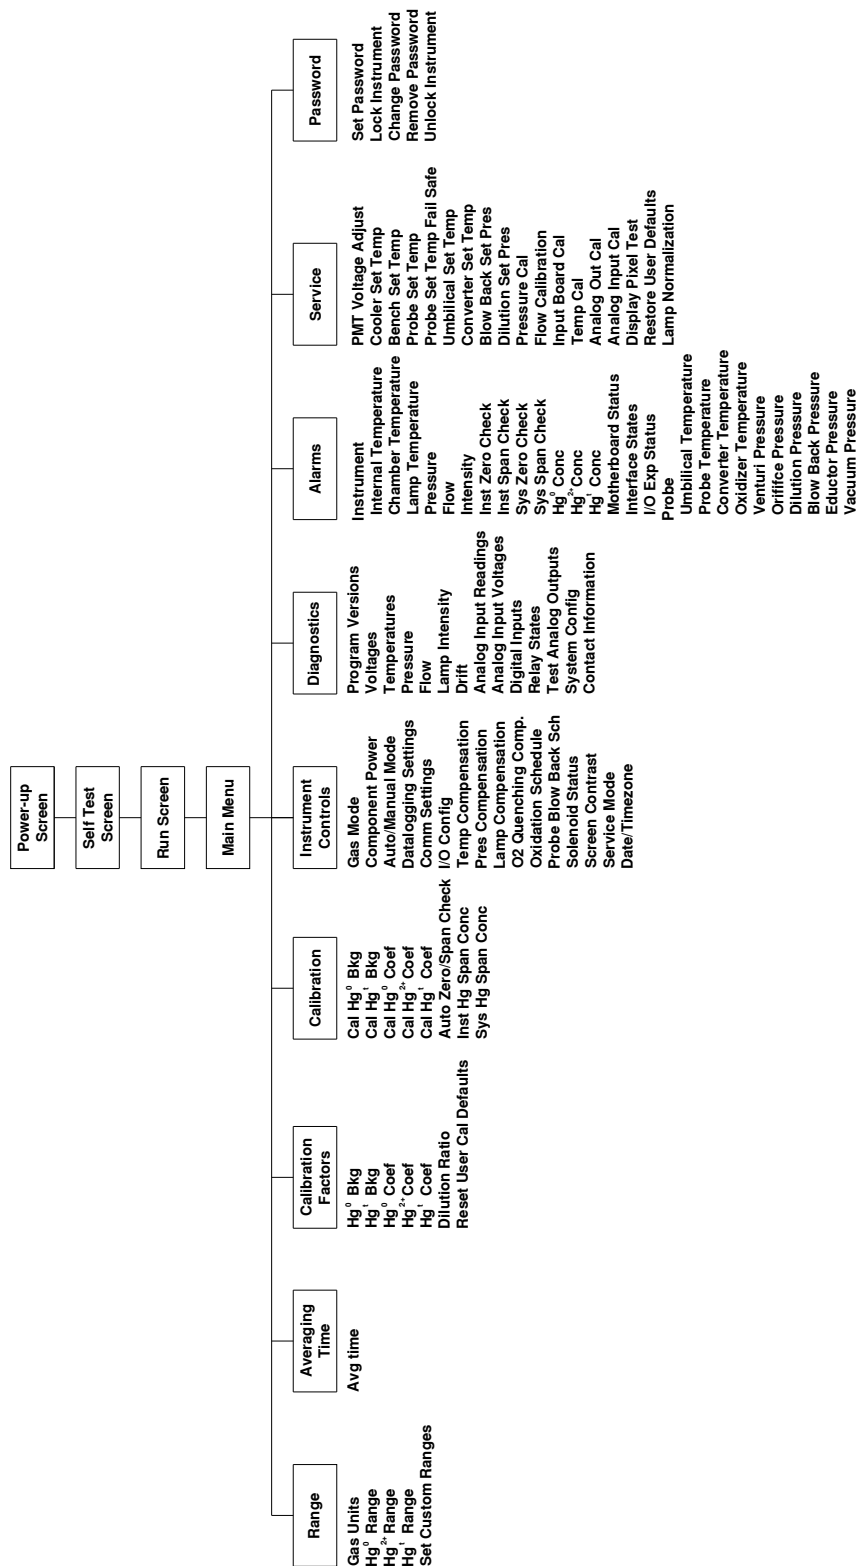 Power-up
Screen
Self Test
Screen
Run Screen
Main Menu
Range
Gas Units
Hg⁰ Range
Hg²⁺ Range
Hgᵗ Range
Set Custom Ranges
Averaging
Time
Avg time
Calibration
Factors
Hg⁰ Bkg
Hgᵗ Bkg
Hg⁰ Coef
Hg²⁺ Coef
Hgᵗ Coef
Dilution Ratio
Reset User Cal Defaults
Calibration
Cal Hg⁰ Bkg
Cal Hgᵗ Bkg
Cal Hg⁰ Coef
Cal Hg²⁺ Coef
Cal Hgᵗ Coef
Auto Zero/Span Check
Inst Hg Span Conc
Sys Hg Span Conc
Instrument
Controls
Gas Mode
Component Power
Auto/Manual Mode
Datalogging Settings
Comm Settings
I/O Config
Temp Compensation
Pres Compensation
Lamp Compensation
O2 Quenching Comp.
Oxidation Schedule
Probe Blow Back Sch
Solenoid Status
Screen Contrast
Service Mode
Date/Timezone
Diagnostics
Program Versions
Voltages
Temperatures
Pressure
Flow
Lamp Intensity
Drift
Analog Input Readings
Analog Input Voltages
Digital Inputs
Relay States
Test Analog Outputs
System Config
Contact Information
Alarms
Instrument
Internal Temperature
Chamber Temperature
Lamp Temperature
Pressure
Flow
Intensity
Inst Zero Check
Inst Span Check
Sys Zero Check
Sys Span Check
Hg⁰ Conc
Hg²⁺ Conc
Hgᵗ Conc
Motherboard Status
Interface States
I/O Exp Status
Probe
Umbilical Temperature
Probe Temperature
Converter Temperature
Oxidizer Temperature
Venturi Pressure
Orififce Pressure
Dilution Pressure
Blow Back Pressure
Eductor Pressure
Vacuum Pressure
Service
PMT Voltage Adjust
Cooler Set Temp
Bench Set Temp
Probe Set Temp
Probe Set Temp Fail Safe
Umbilical Set Temp
Converter Set Temp
Blow Back Set Pres
Dilution Set Pres
Pressure Cal
Flow Calibration
Input Board Cal
Temp Cal
Analog Out Cal
Analog Input Cal
Display Pixel Test
Restore User Defaults
Lamp Normalization
Password
Set Password
Lock Instrument
Change Password
Remove Password
Unlock Instrument